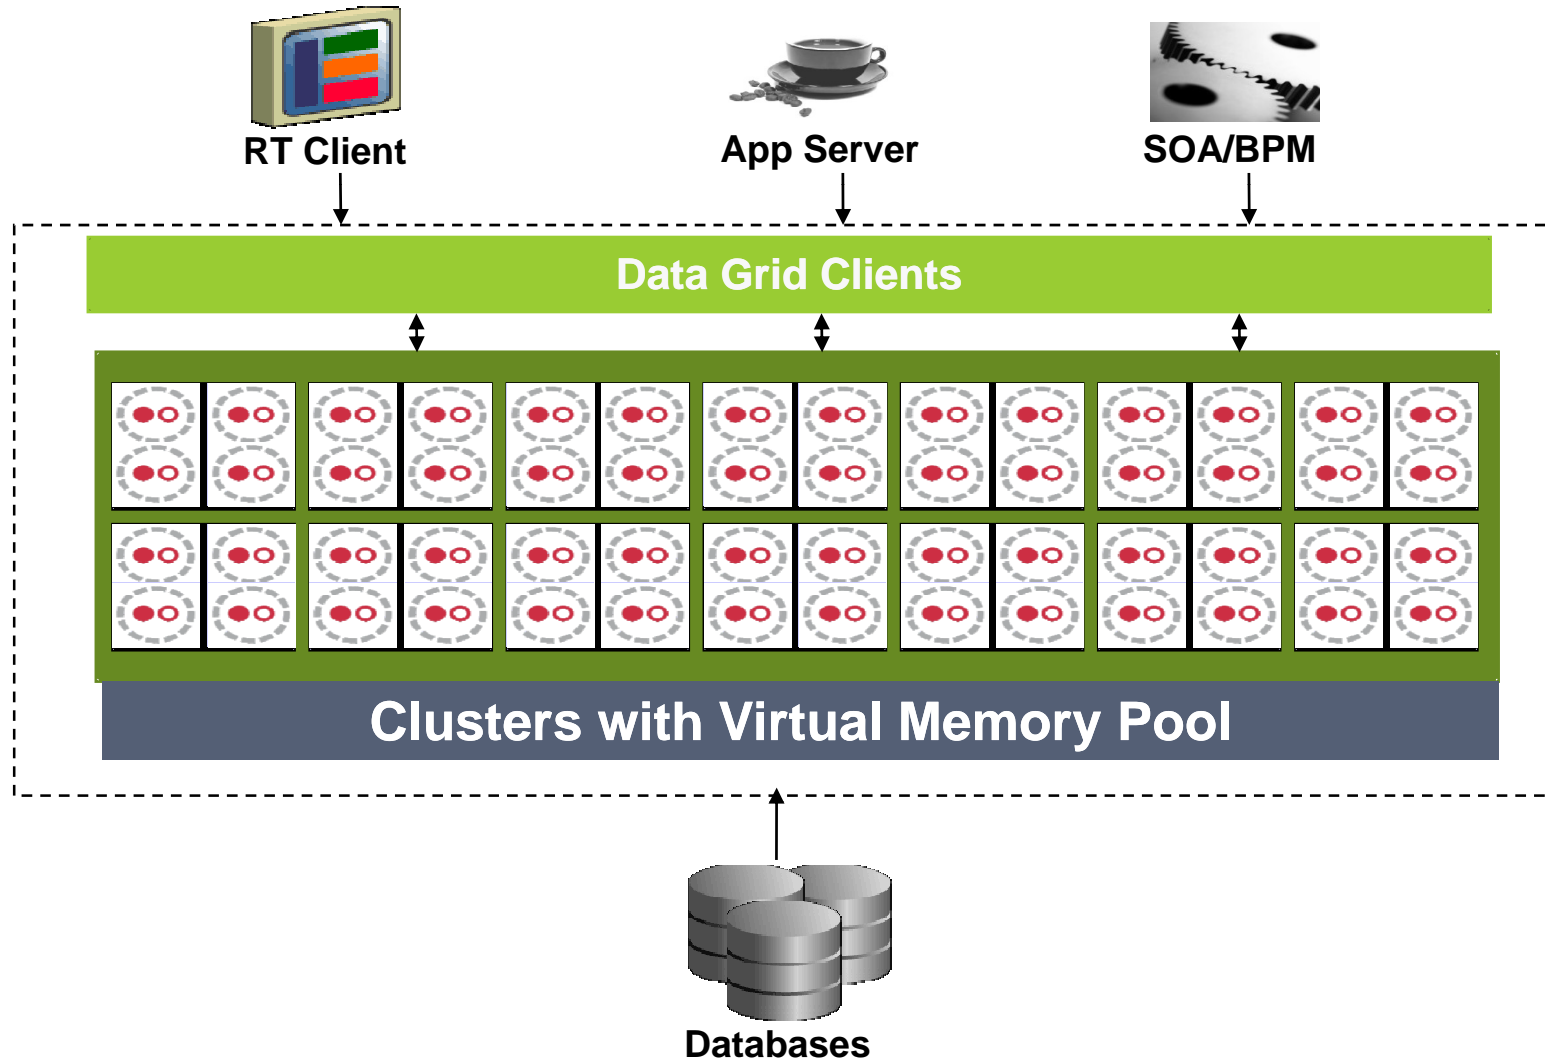 RT Client
App Server
SOA/BPM
Data Grid Clients
Clusters with Virtual Memory Pool
Databases